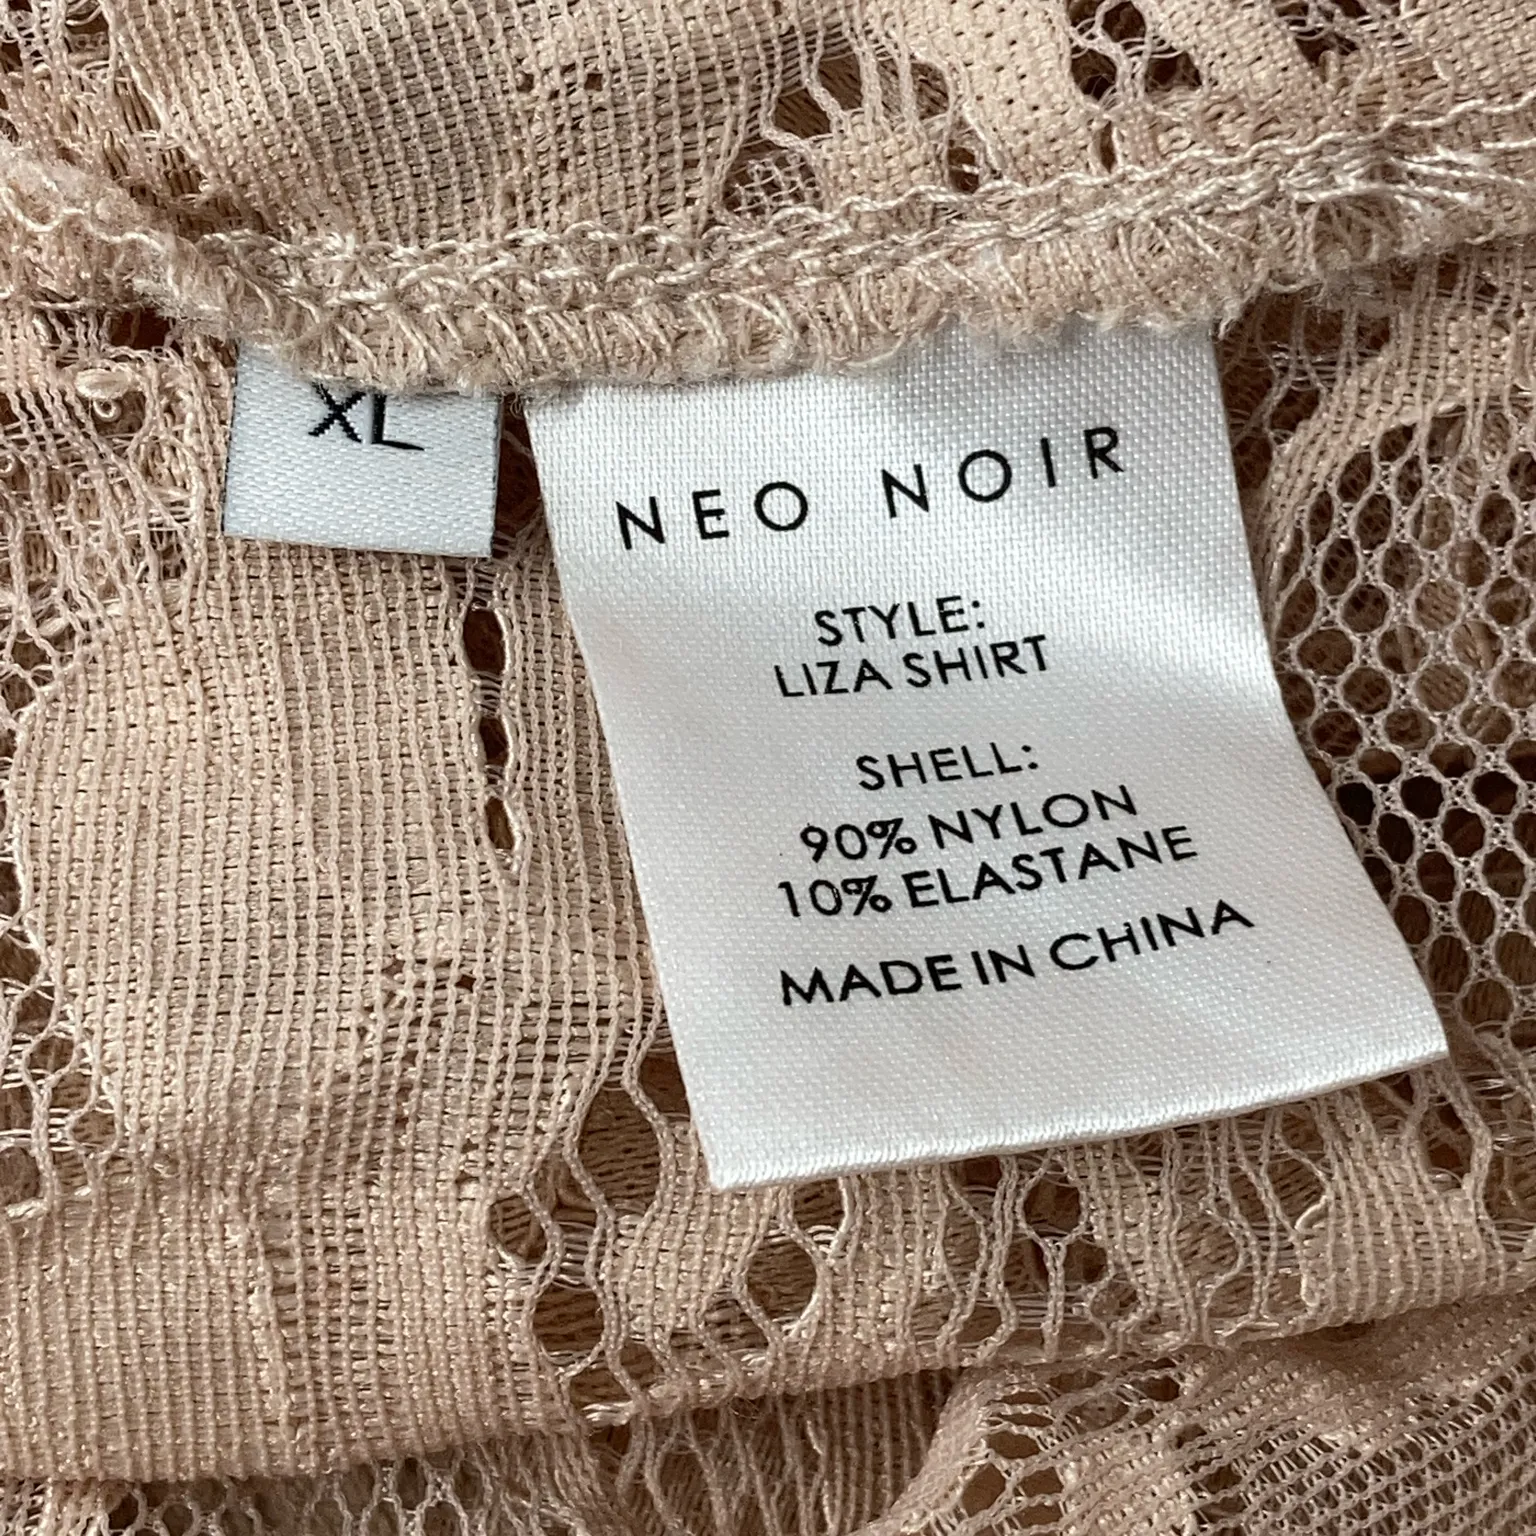 XL
NEO NOIR
STYLE:
LIZA SHIRT
SHELL:
90% NYLON
10% ELASTANE
MADE IN CHINA